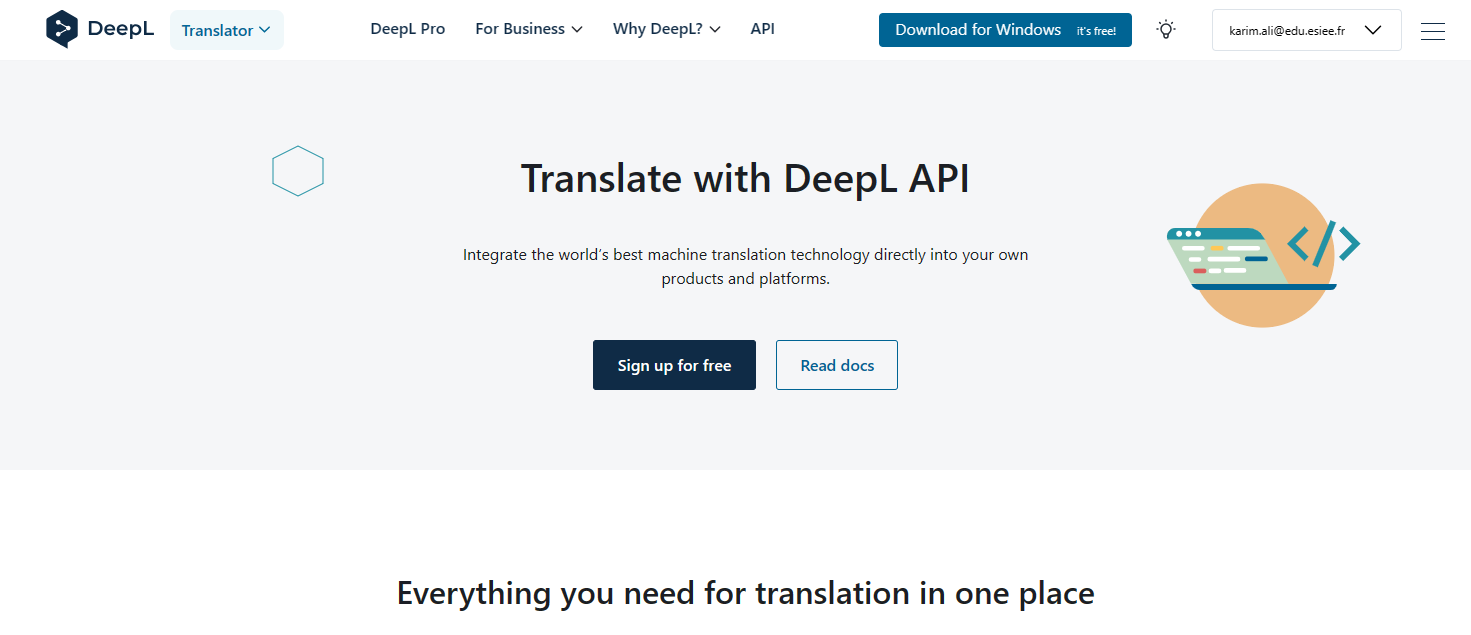 DeepL
Translator
DeepL Pro
For Business
Why DeepL?
API
Download for Windows it's free!
karim.ali@edu.esiee.fr
Translate with DeepL API
Integrate the world’s best machine translation technology directly into your own
products and platforms.
Sign up for free
Read docs
Everything you need for translation in one place